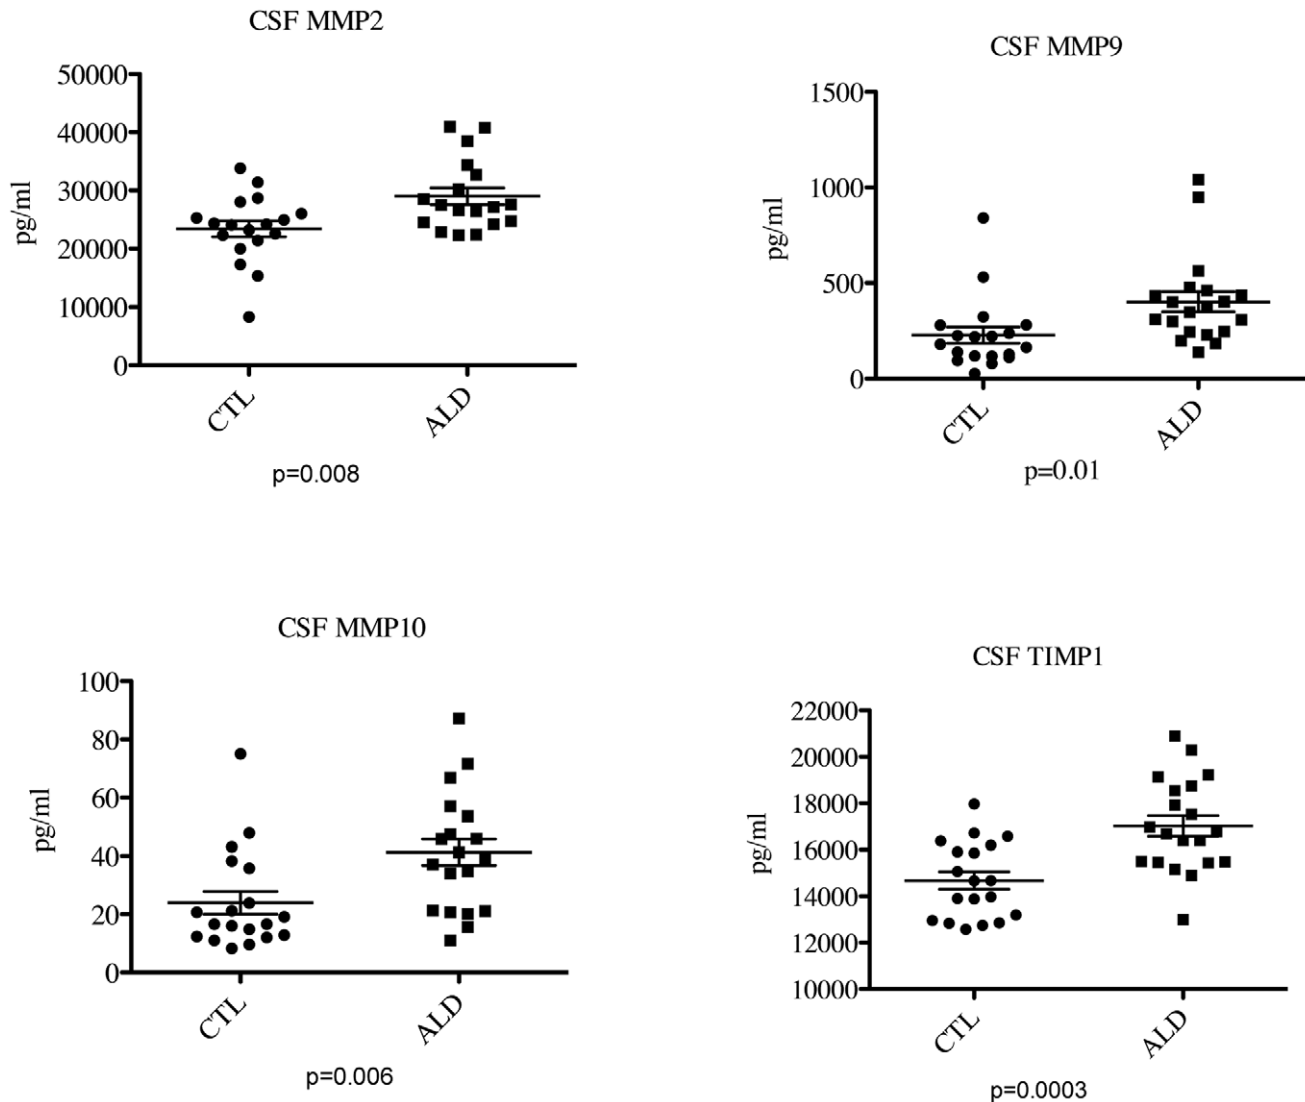 CSF MMP2
50000
40000
30000
20000
10000
0
pg/ml
CTL
ALD
p=0.008
CSF MMP9
1500
1000
500
0
pg/ml
CTL
ALD
p=0.01
CSF MMP10
100
80
60
40
20
0
pg/ml
CTL
ALD
p=0.006
CSF TIMP1
22000
20000
18000
16000
14000
12000
10000
pg/ml
CTL
ALD
p=0.0003